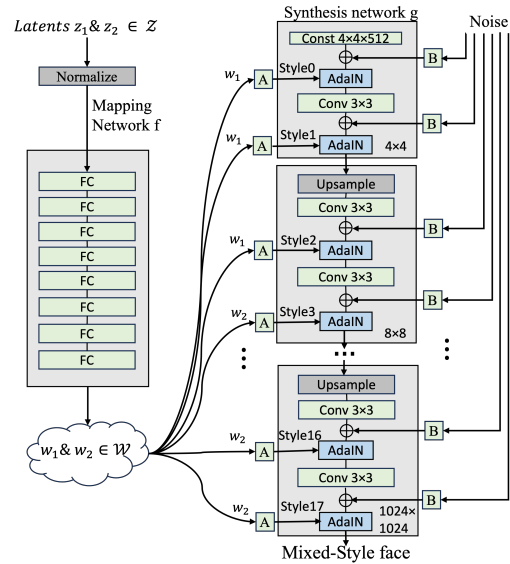 Latents z1& z2 ∈ Z
Normalize
Mapping
Network f
FC
FC
FC
FC
FC
FC
FC
FC
w1& w2 ∈ W
Synthesis network g
Noise
Const 4×4×512
w1
A
Style0
AdaIN
B
Conv 3×3
B
w1
A
Style1
AdaIN
4×4
Upsample
Conv 3×3
B
w1
A
Style2
AdaIN
Conv 3×3
B
w2
A
Style3
AdaIN
8×8
...
Upsample
Conv 3×3
B
w2
A
Style16
AdaIN
Conv 3×3
B
w2
A
Style17
AdaIN
1024×
1024
Mixed-Style face